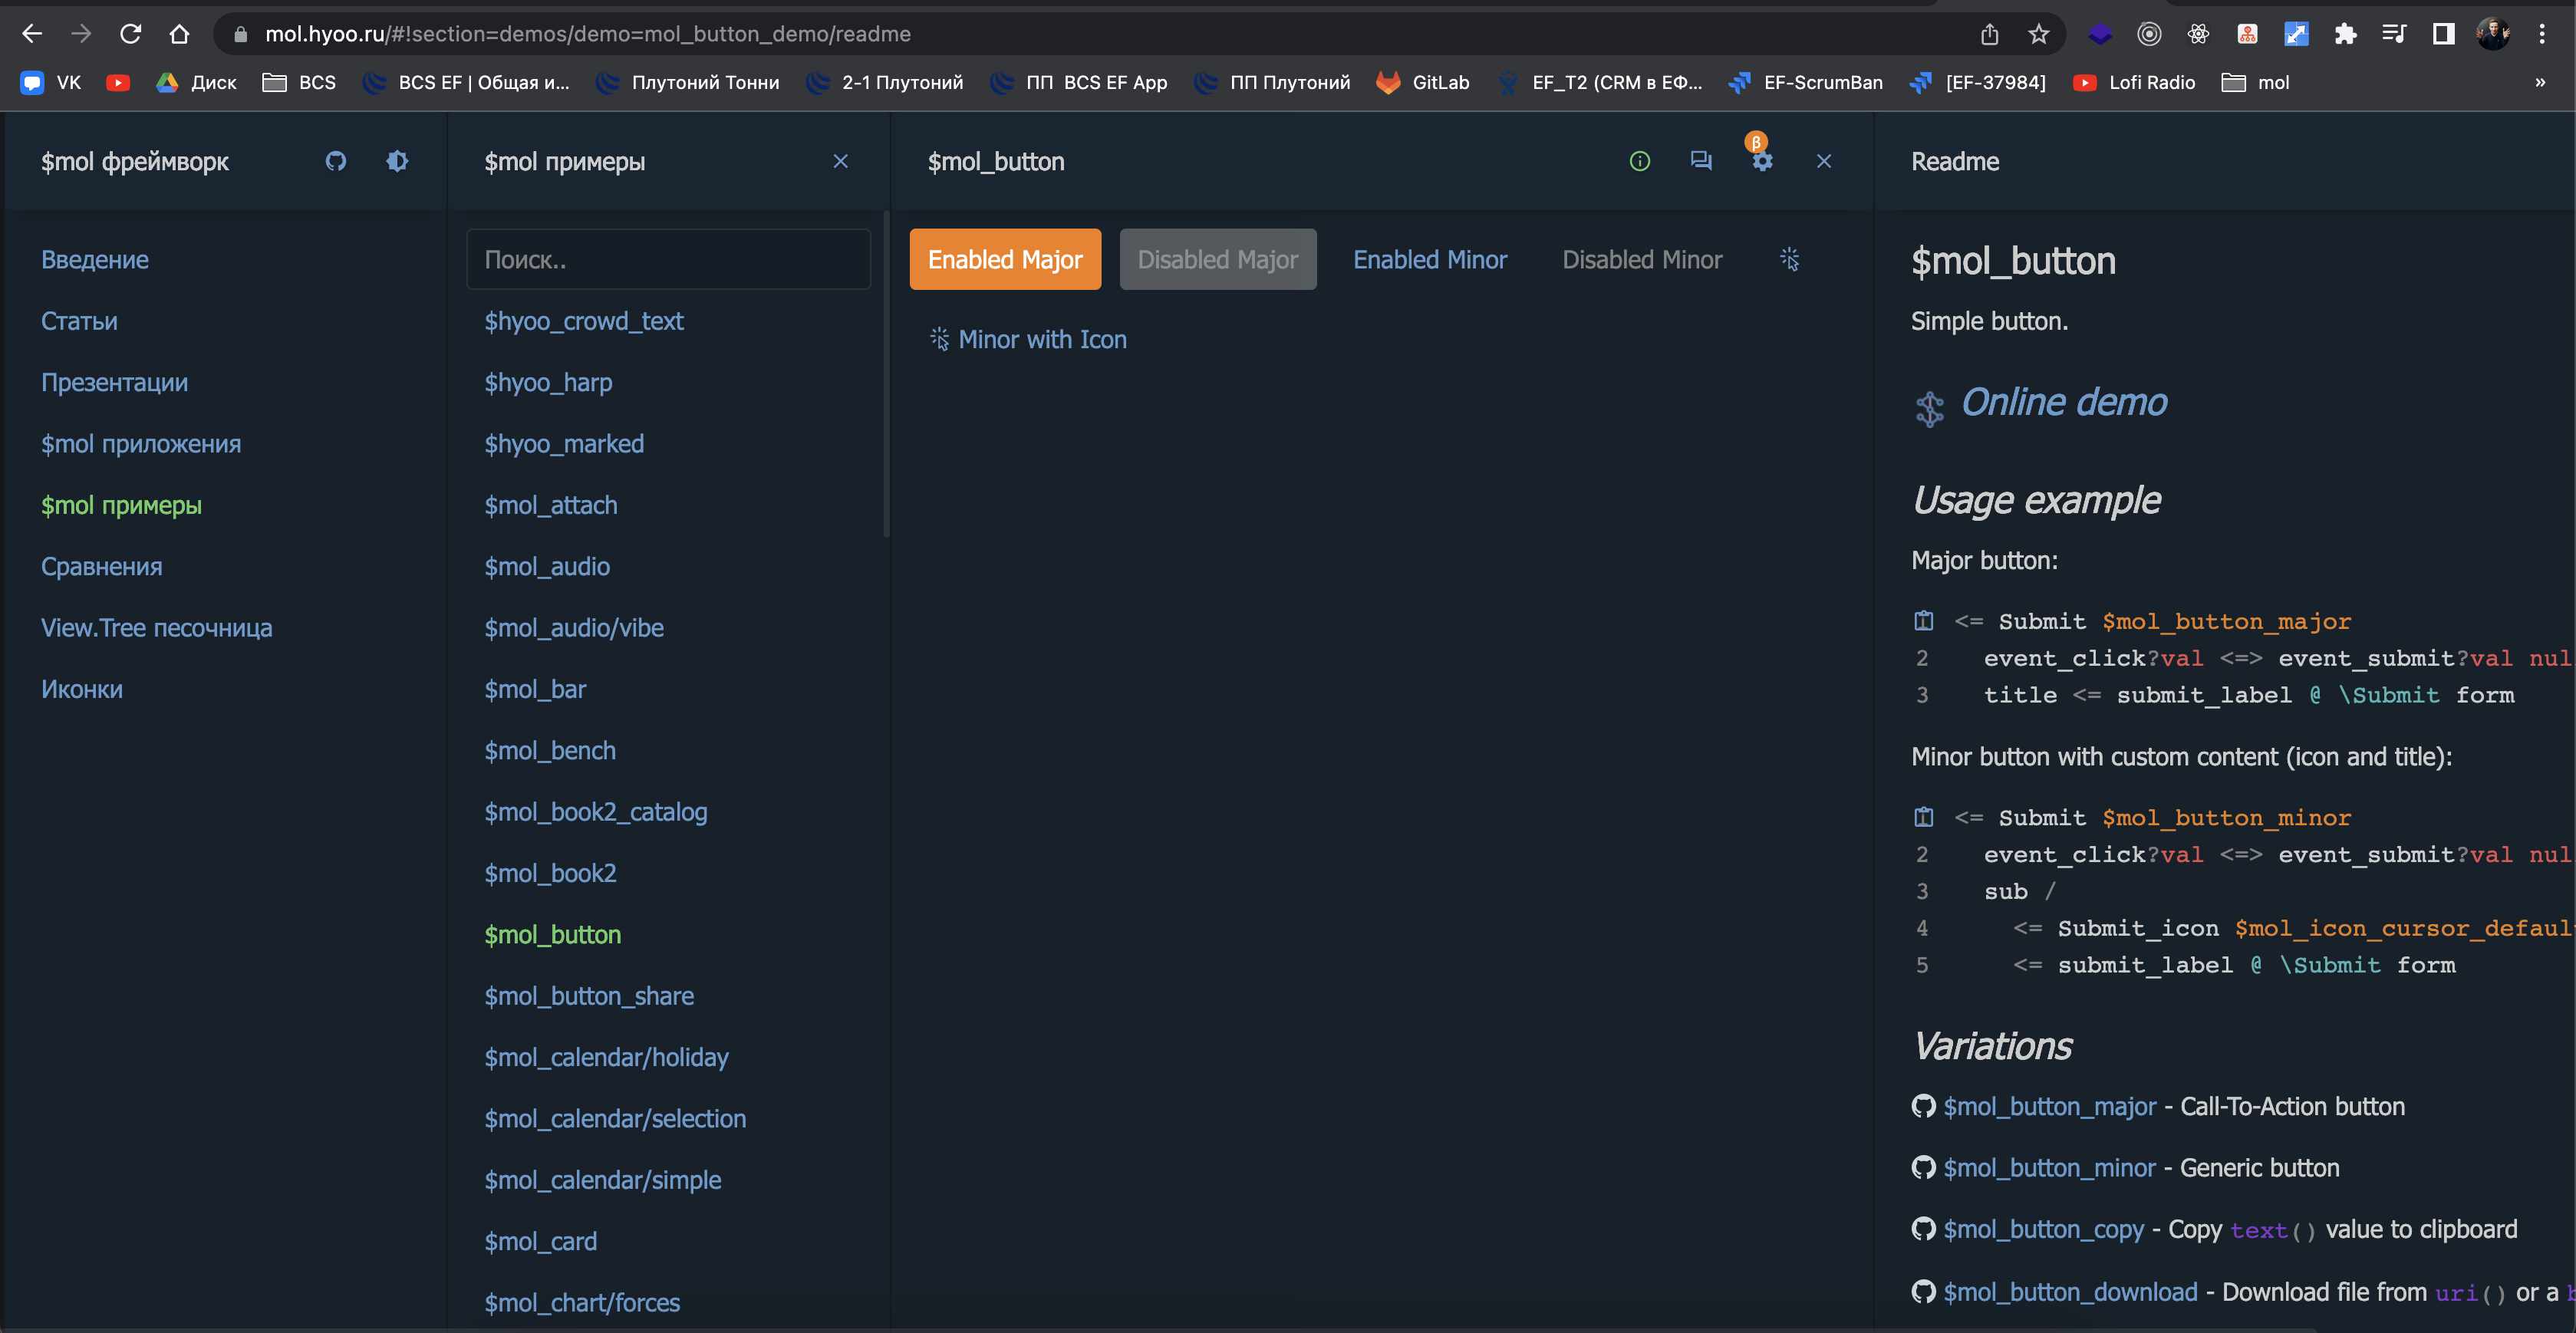 mol.hyoo.ru/#!section=demos/demo=mol_button_demo/readme
VK
Диск
BCS
BCS EF | Общая и...
Плутоний Тонни
2-1 Плутоний
ПП BCS EF App
ПП Плутоний
GitLab
EF_T2 (CRM в ЕФ...
EF-ScrumBan
[EF-37984]
Lofi Radio
mol
»
$mol фреймворк
Введение
Статьи
Презентации
$mol приложения
$mol примеры
Сравнения
View.Tree песочница
Иконки
$mol примеры
Поиск..
$hyoo_crowd_text
$hyoo_harp
$hyoo_marked
$mol_attach
$mol_audio
$mol_audio/vibe
$mol_bar
$mol_bench
$mol_book2_catalog
$mol_book2
$mol_button
$mol_button_share
$mol_calendar/holiday
$mol_calendar/selection
$mol_calendar/simple
$mol_card
$mol_chart/forces
$mol_button
β
Enabled Major
Disabled Major
Enabled Minor
Disabled Minor
Minor with Icon
Readme
$mol_button
Simple button.
Online demo
Usage example
Major button:
<= Submit $mol_button_major
2 event_click?val <=> event_submit?val nul
3 title <= submit_label @ \Submit form
Minor button with custom content (icon and title):
<= Submit $mol_button_minor
2 event_click?val <=> event_submit?val nul
3 sub /
4 <= Submit_icon $mol_icon_cursor_defaul
5 <= submit_label @ \Submit form
Variations
$mol_button_major - Call-To-Action button
$mol_button_minor - Generic button
$mol_button_copy - Copy text() value to clipboard
$mol_button_download - Download file from uri() or a b